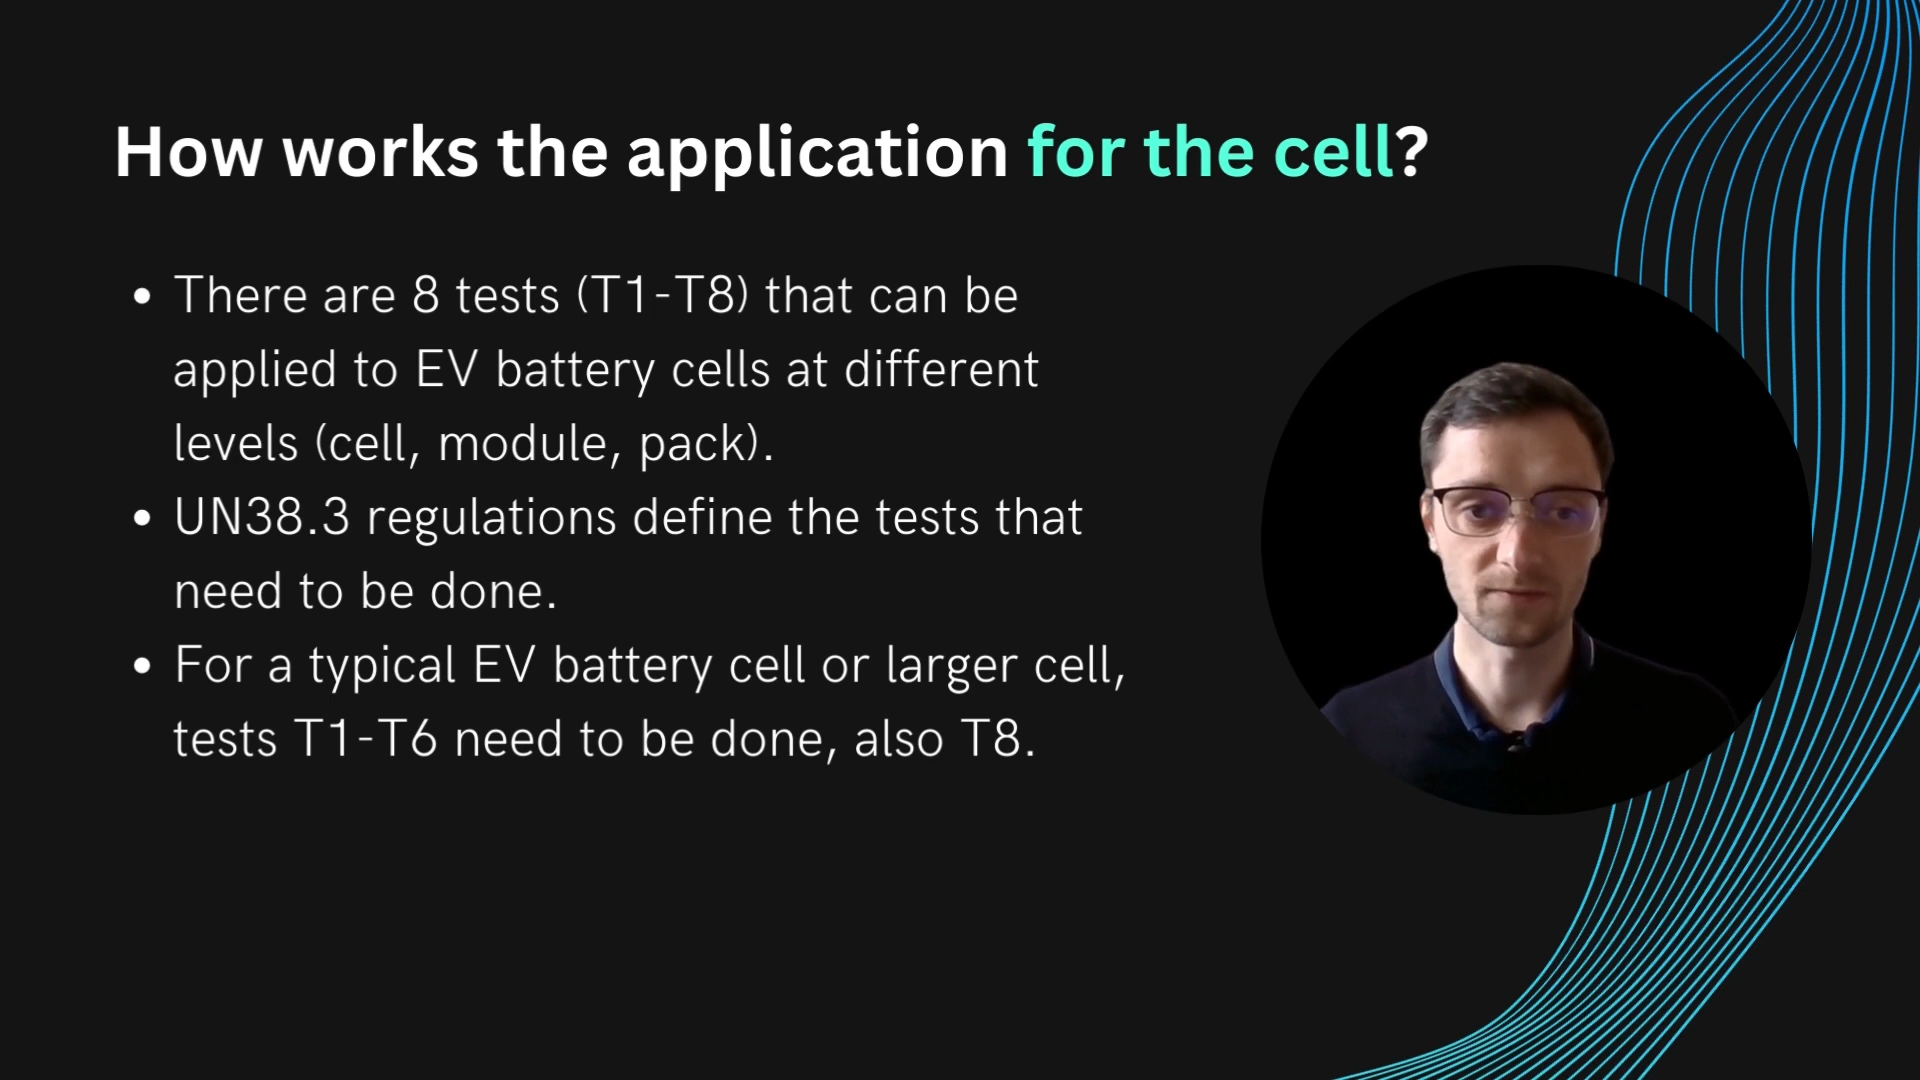 How works the application for the cell?
• There are 8 tests (T1-T8) that can be
applied to EV battery cells at different
levels (cell, module, pack).
• UN38.3 regulations define the tests that
need to be done.
• For a typical EV battery cell or larger cell,
tests T1-T6 need to be done, also T8.